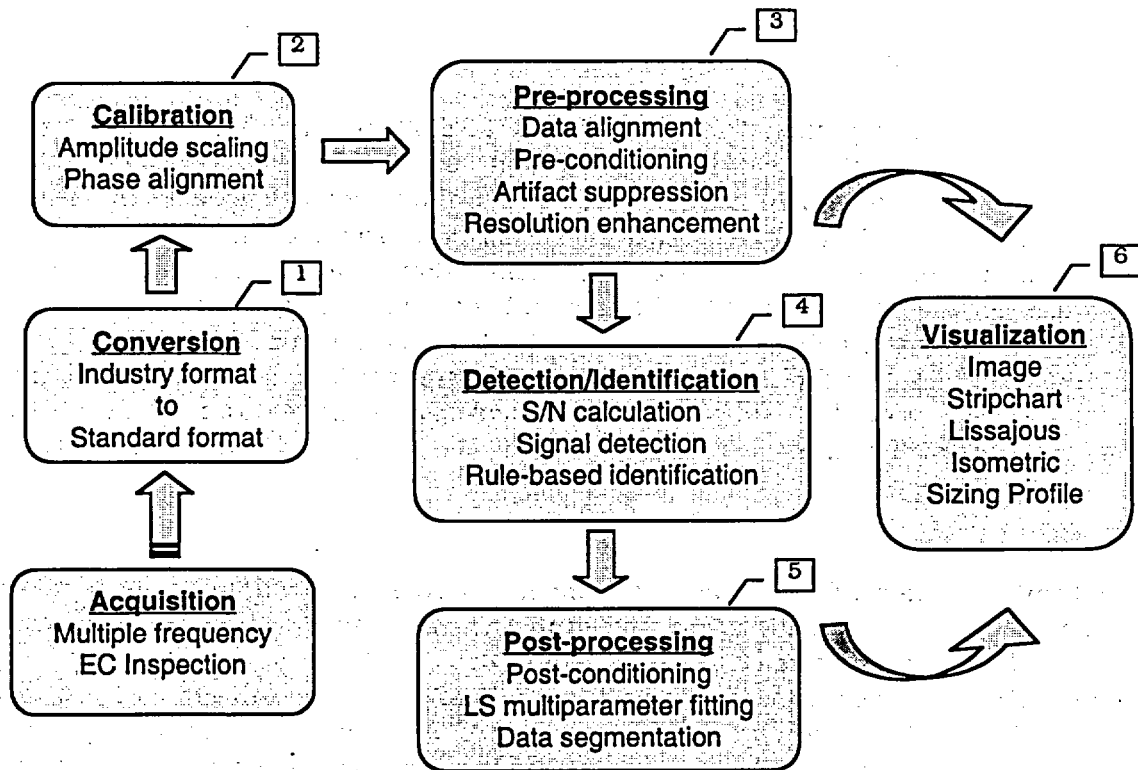 2
Calibration
Amplitude scaling
Phase alignment
3
Pre-processing
Data alignment
Pre-conditioning
Artifact suppression
Resolution enhancement
1
Conversion
Industry format
to
Standard format
4
Detection/Identification
S/N calculation
Signal detection
Rule-based identification
6
Visualization
Image
Stripchart
Lissajous
Isometric
Sizing Profile
Acquisition
Multiple frequency
EC Inspection
5
Post-processing
Post-conditioning
LS multiparameter fitting
Data segmentation